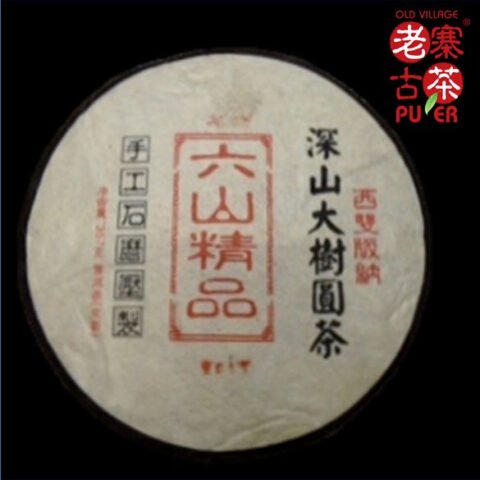 OLD VILLAGE
老寨
古茶
PU'ER
®
西雙版納
深山大樹圓茶
六山精品
手工石磨壓製